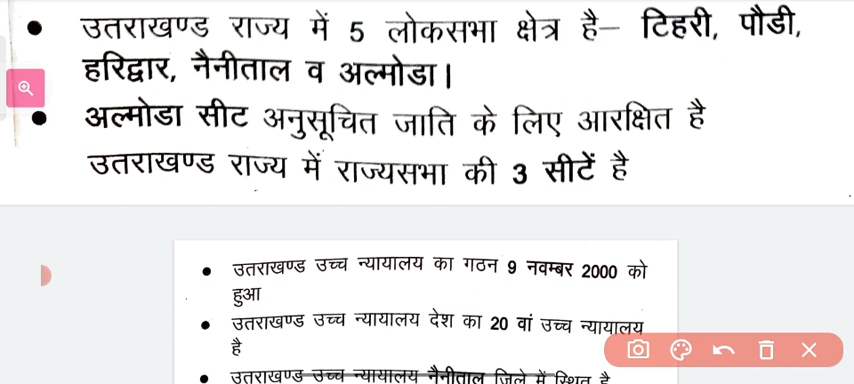 • उतराखण्ड राज्य में 5 लोकसभा क्षेत्र है– टिहरी, पौडी,
हरिद्वार, नैनीताल व अल्मोडा।
• अल्मोडा सीट अनुसूचित जाति के लिए आरक्षित है
उतराखण्ड राज्य में राज्यसभा की 3 सीटें है
• उतराखण्ड उच्च न्यायालय का गठन 9 नवम्बर 2000 को
हुआ
• उतराखण्ड उच्च न्यायालय देश का 20 वां उच्च न्यायालय
है
• उतराखण्ड उच्च न्यायालय नैनीताल जिले में स्थित है